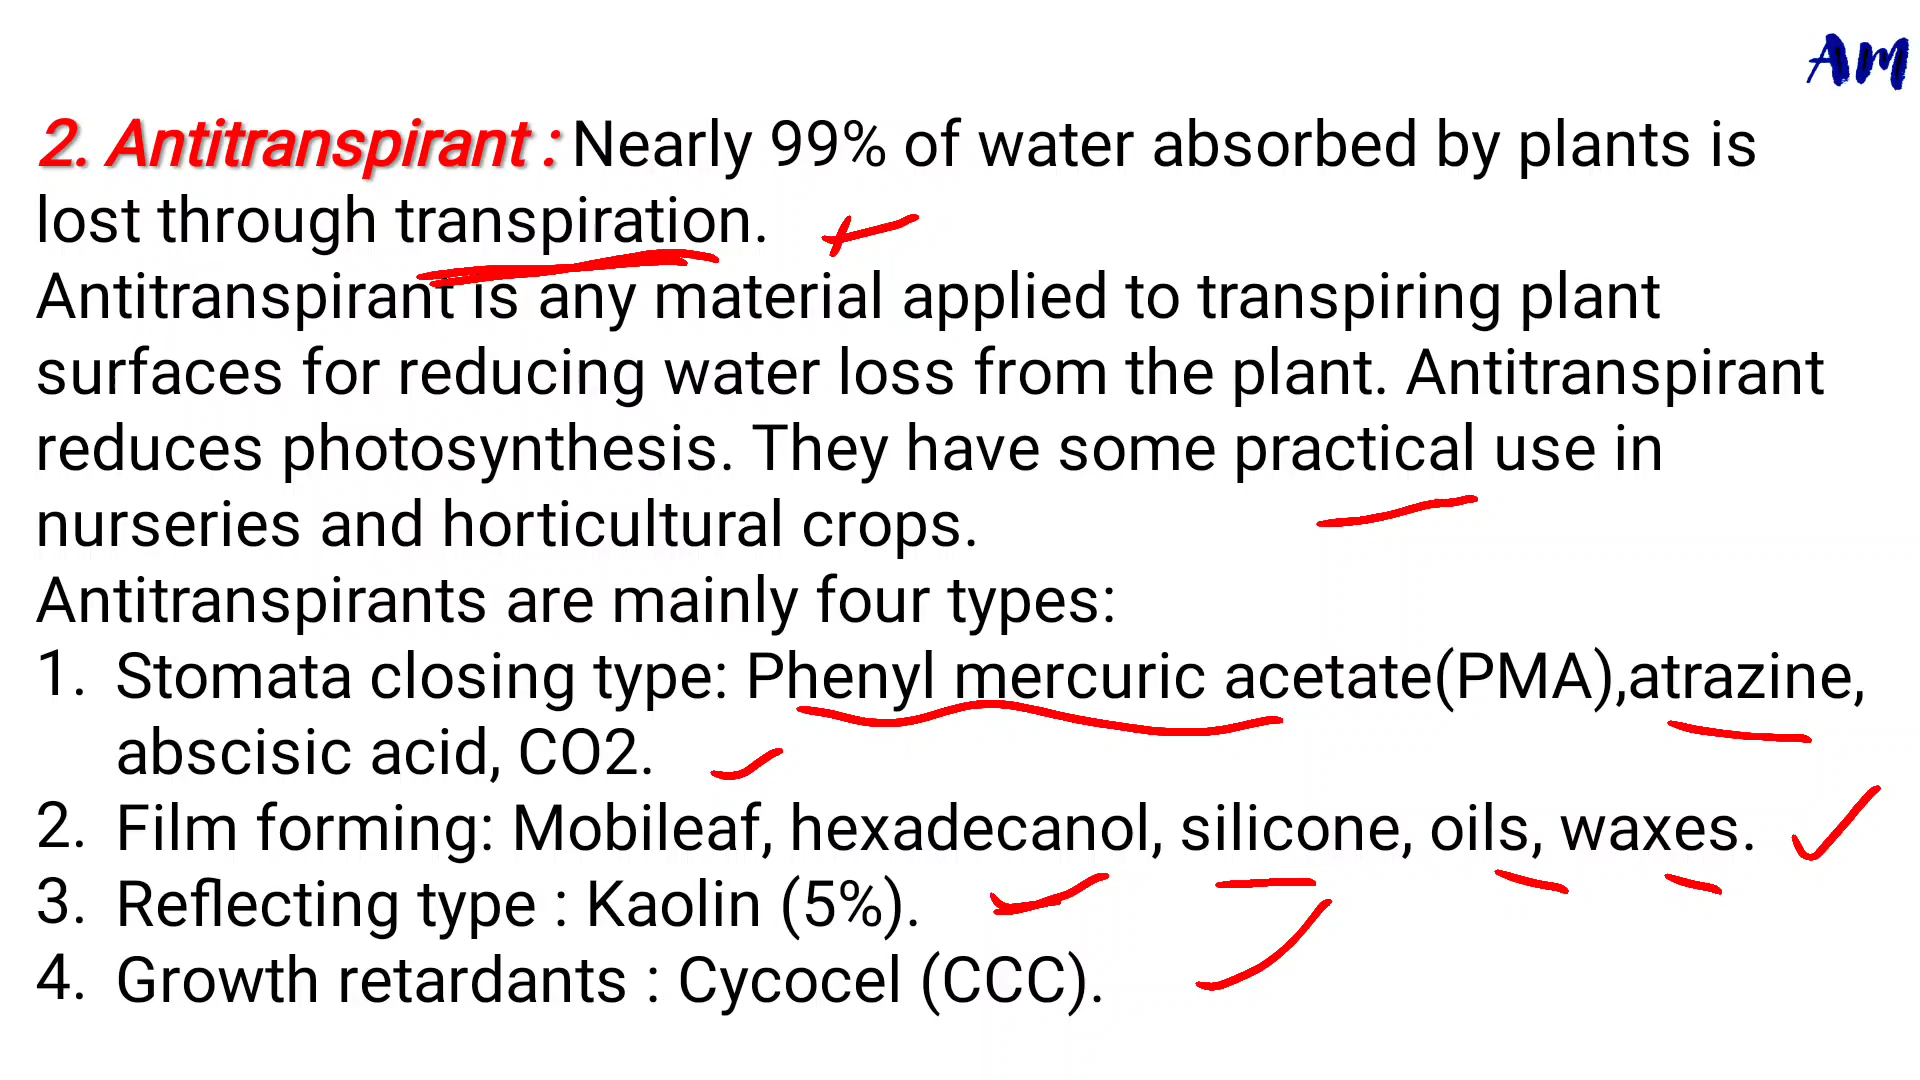 AM
2. Antitranspirant : Nearly 99% of water absorbed by plants is
lost through transpiration.
Antitranspirant is any material applied to transpiring plant
surfaces for reducing water loss from the plant. Antitranspirant
reduces photosynthesis. They have some practical use in
nurseries and horticultural crops.
Antitranspirants are mainly four types:
1. Stomata closing type: Phenyl mercuric acetate(PMA),atrazine,
abscisic acid, CO2.
2. Film forming: Mobileaf, hexadecanol, silicone, oils, waxes.
3. Reflecting type : Kaolin (5%).
4. Growth retardants : Cycocel (CCC).